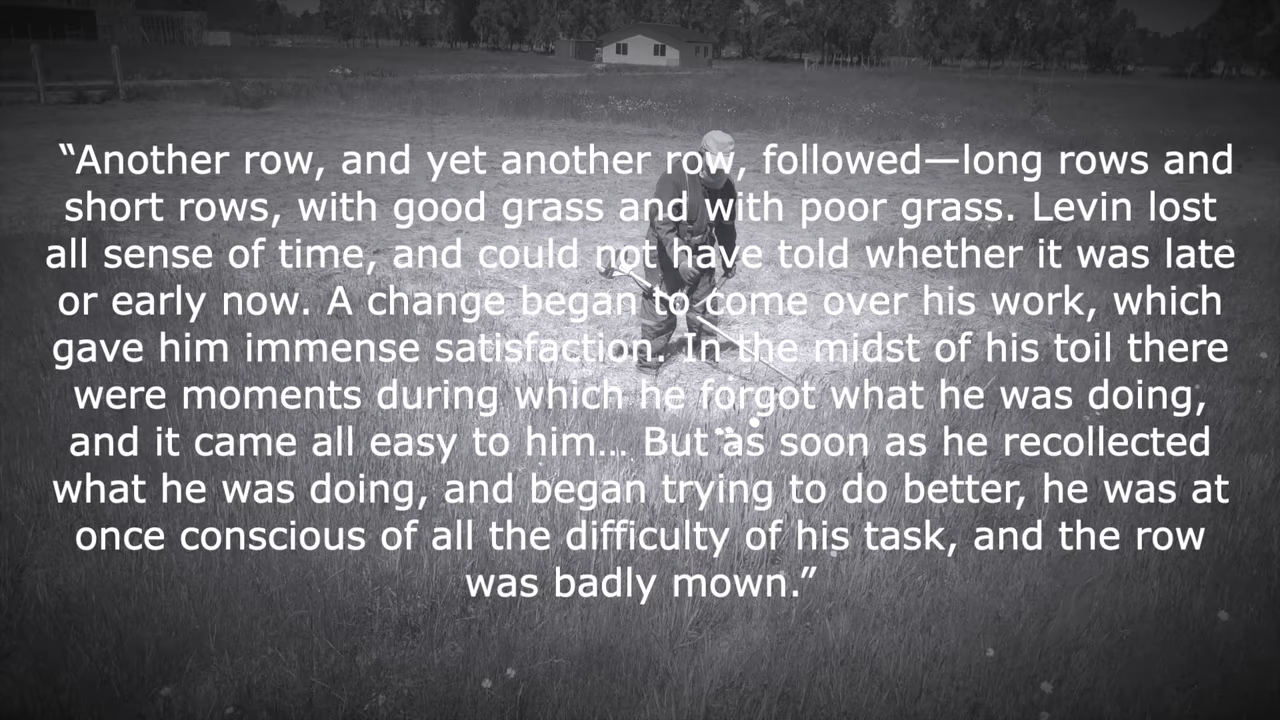 “Another row, and yet another row, followed—long rows and
short rows, with good grass and with poor grass. Levin lost
all sense of time, and could not have told whether it was late
or early now. A change began to come over his work, which
gave him immense satisfaction. In the midst of his toil there
were moments during which he forgot what he was doing,
and it came all easy to him… But as soon as he recollected
what he was doing, and began trying to do better, he was at
once conscious of all the difficulty of his task, and the row
was badly mown.”